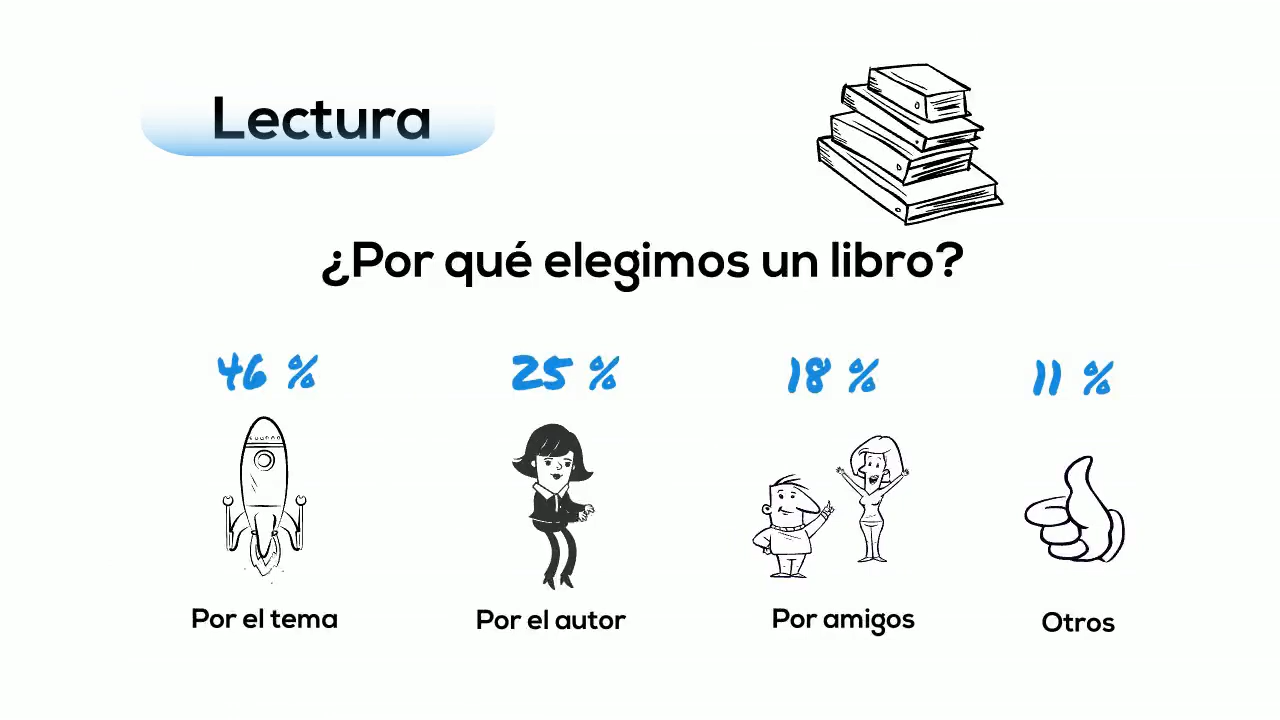 Lectura
¿Por qué elegimos un libro?
46 % 25 % 18 % 11 %
Por el tema Por el autor Por amigos Otros